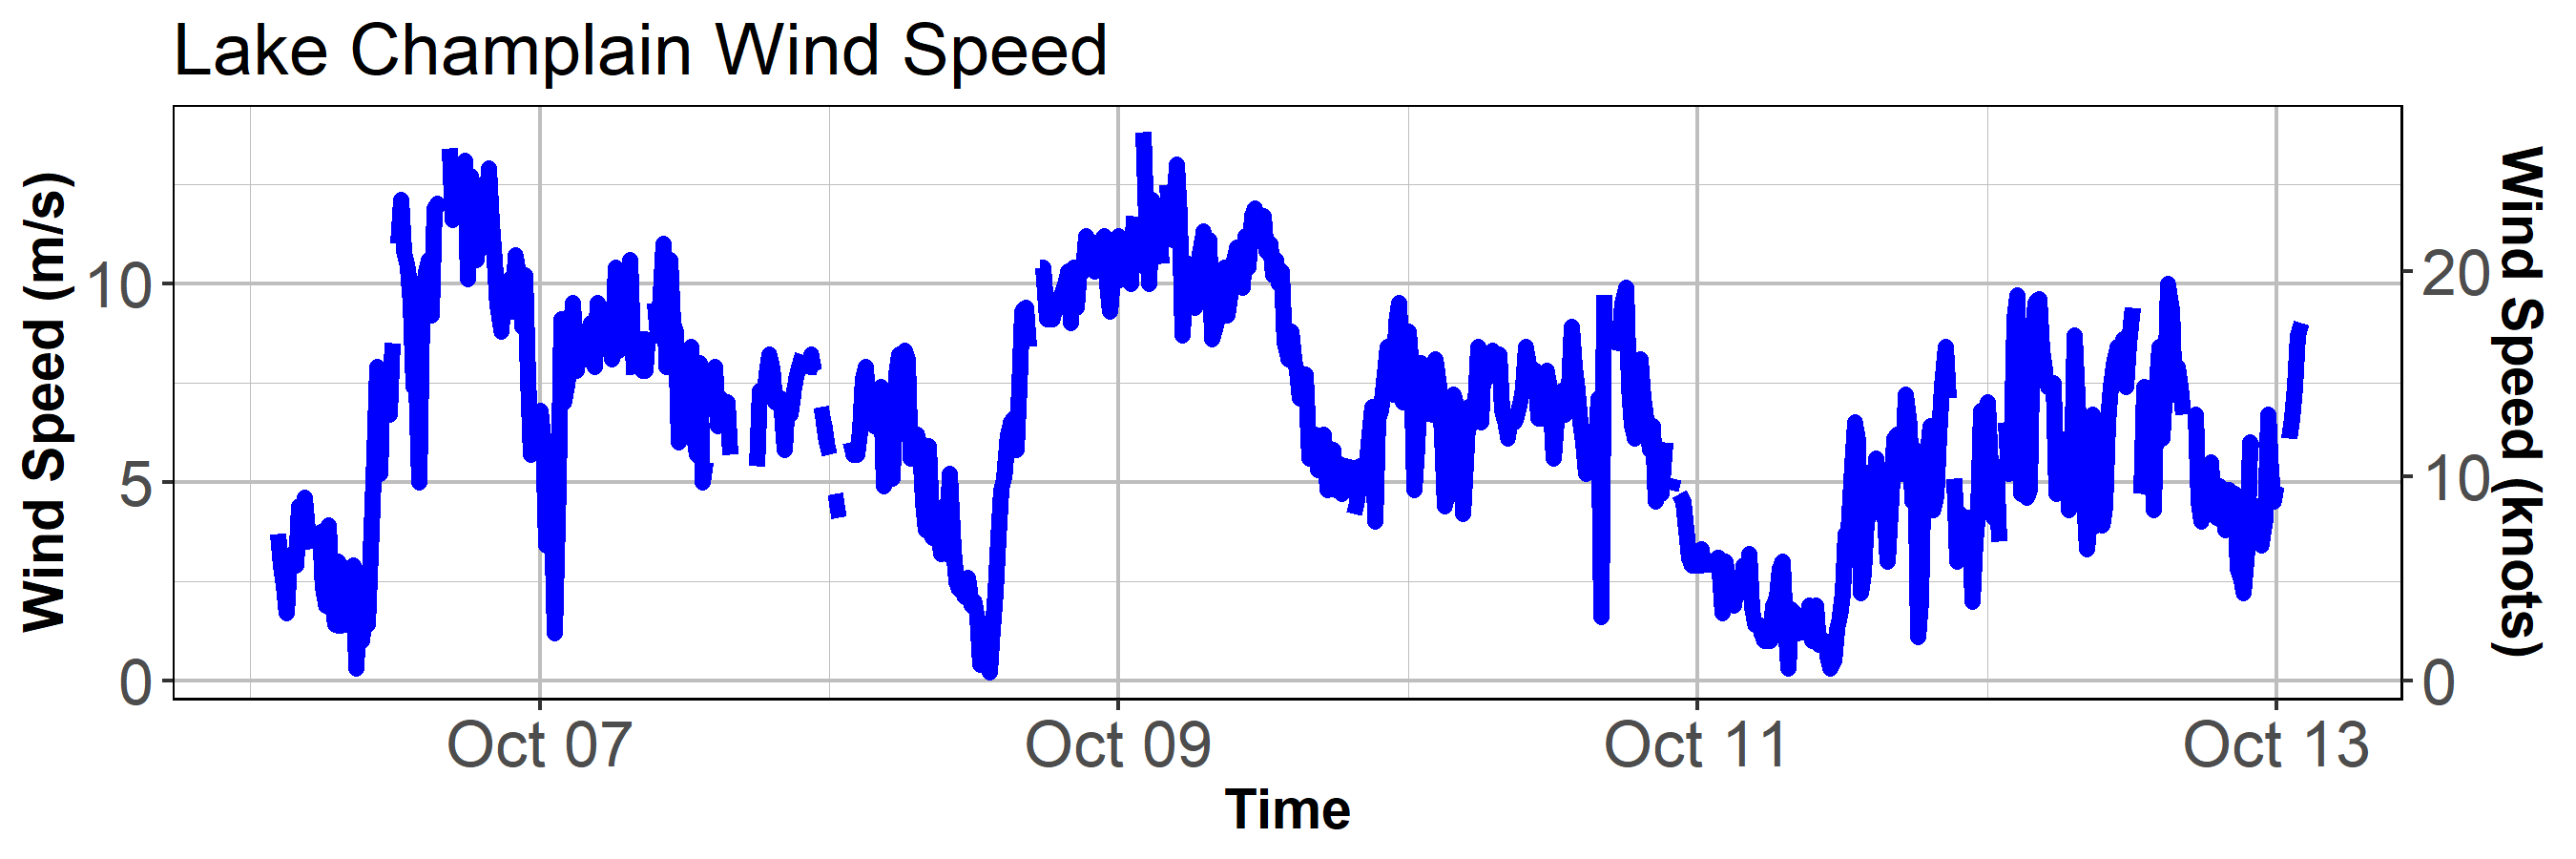 Lake Champlain Wind Speed
Wind Speed (m/s)
10
5
0
20
10
0
Wind Speed (knots)
Oct 07
Oct 09
Oct 11
Oct 13
Time